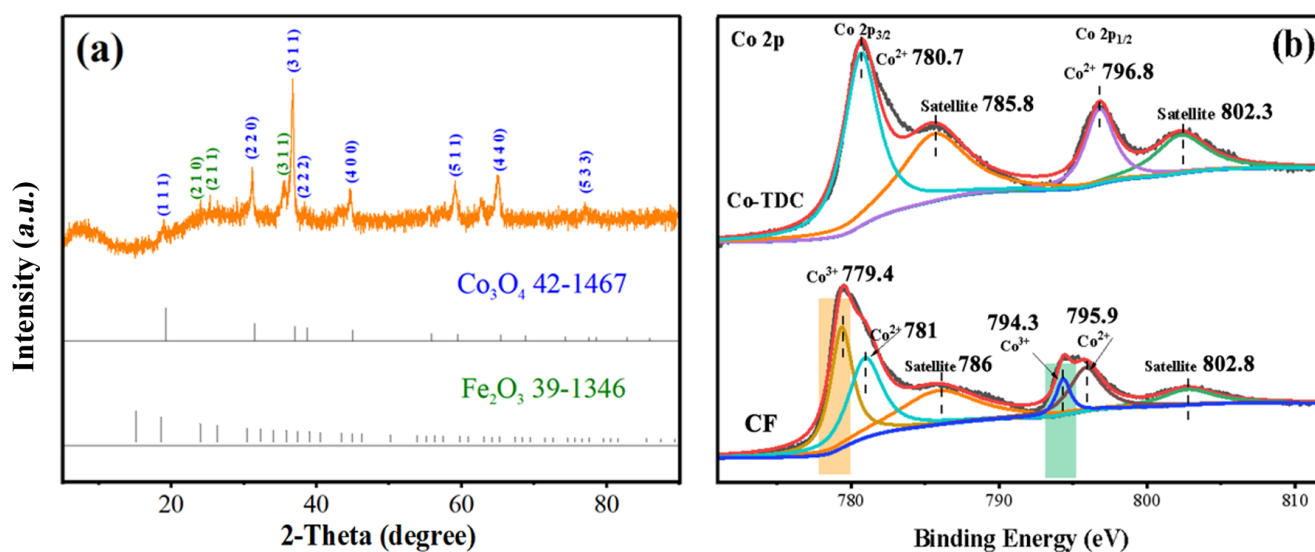 (a)
(1 1 1)
(2 1 0)
(2 1 1)
(2 2 0)
(3 1 1)
(3 1 1)
(2 2 2)
(4 0 0)
(5 1 1)
(4 4 0)
(5 3 3)
Co₃O₄ 42-1467
Fe₂O₃ 39-1346
Intensity (a.u.)
20
40
60
80
2-Theta (degree)
(b)
Co 2p
Co 2p₃/₂
Co 2p₁/₂
Co²⁺ 780.7
Satellite 785.8
Co²⁺ 796.8
Satellite 802.3
Co-TDC
Co³⁺ 779.4
Co²⁺ 781
Satellite 786
794.3
Co³⁺
795.9
Co²⁺
Satellite 802.8
CF
780
790
800
810
Binding Energy (eV)